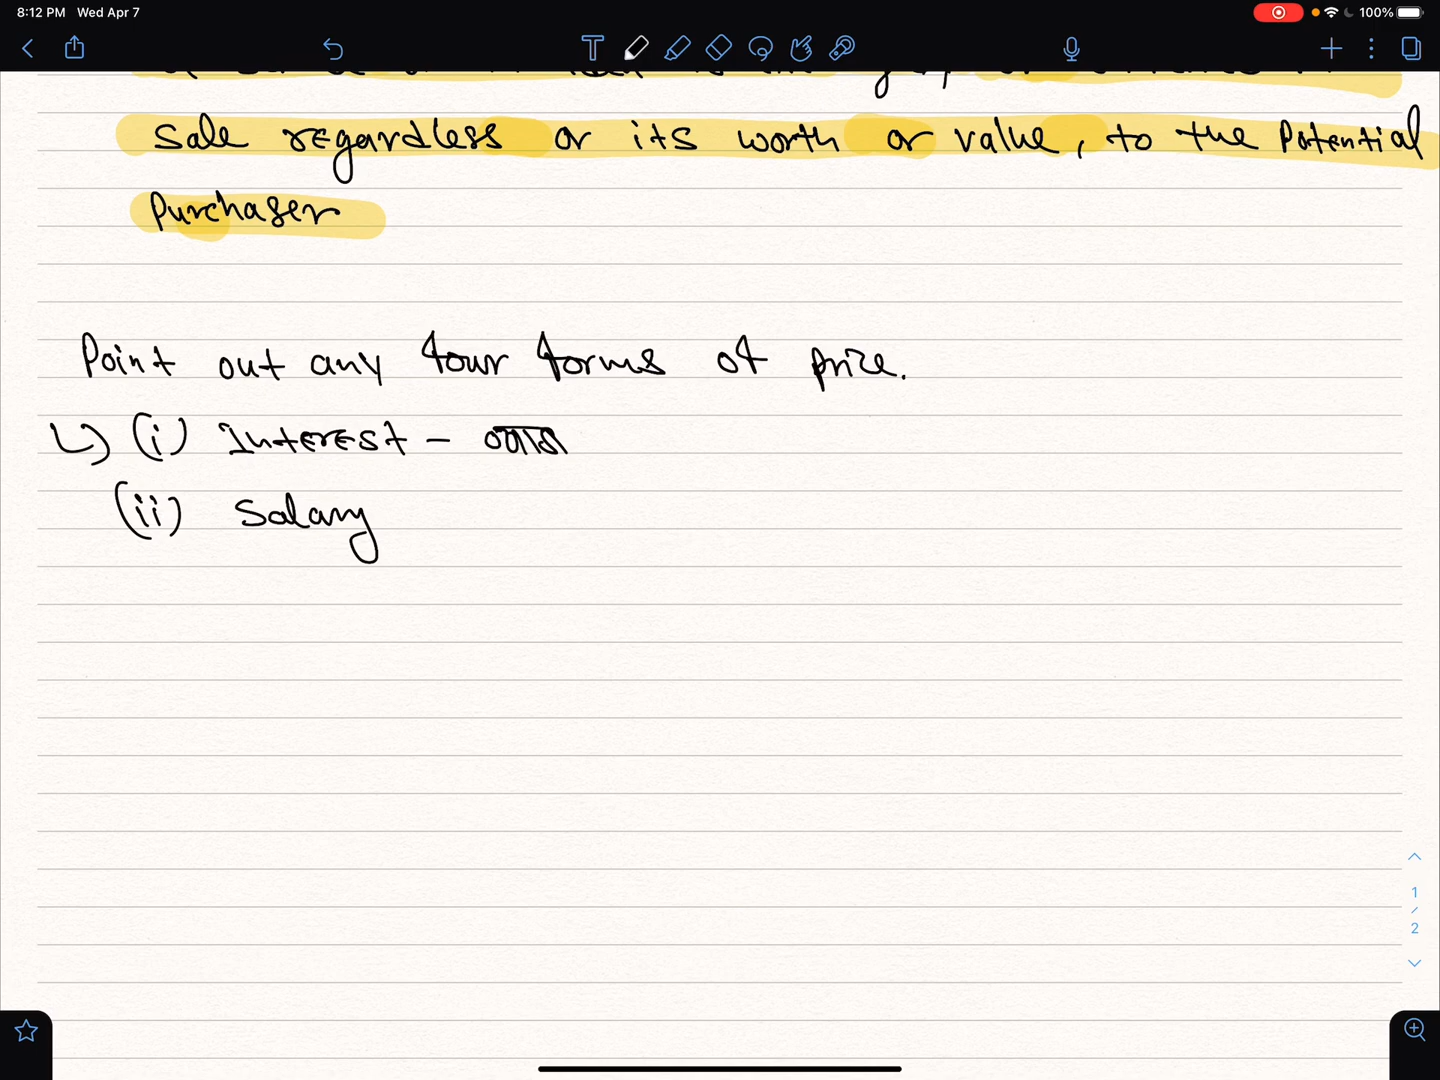 8:12 PM Wed Apr 7
100%
sale regardless or its worth or value, to the Potential
Purchaser
Point out any four forms of price.
(i) Interest -
(ii) Salary
1
/
2